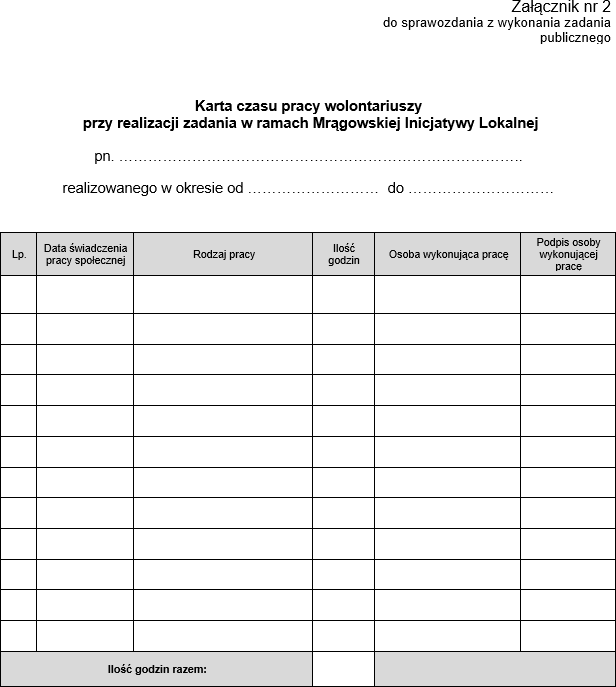 Załącznik nr 2
do sprawozdania z wykonania zadania
publicznego
Karta czasu pracy wolontariuszy
przy realizacji zadania w ramach Mrągowskiej Inicjatywy Lokalnej
pn. ……………………………………………………………………….
realizowanego w okresie od ……………………… do …………………………
Lp.
Data świadczenia
pracy społecznej
Rodzaj pracy
Ilość
godzin
Osoba wykonująca pracę
Podpis osoby
wykonującej
pracę
Ilość godzin razem: